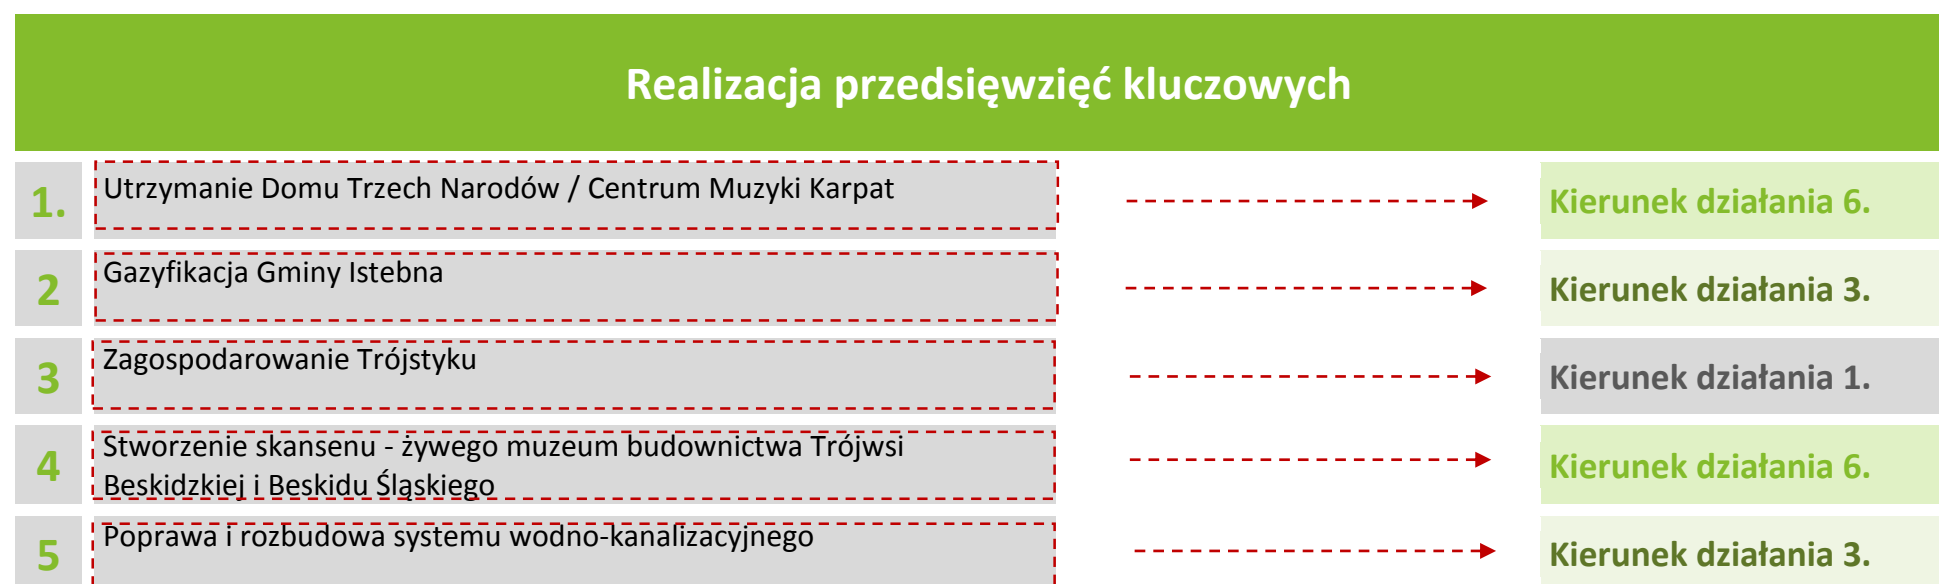 Realizacja przedsięwzięć kluczowych
1. Utrzymanie Domu Trzech Narodów / Centrum Muzyki Karpat Kierunek działania 6.
2 Gazyfikacja Gminy Istebna Kierunek działania 3.
3 Zagospodarowanie Trójstyku Kierunek działania 1.
4 Stworzenie skansenu - żywego muzeum budownictwa Trójwsi
Beskidzkiej i Beskidu Śląskiego Kierunek działania 6.
5 Poprawa i rozbudowa systemu wodno-kanalizacyjnego Kierunek działania 3.